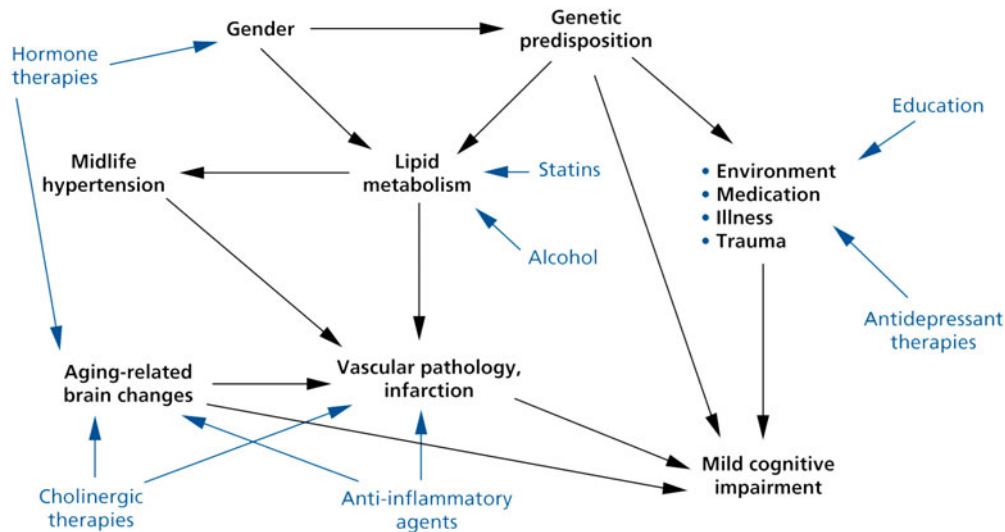 Genetic
predisposition
Gender
Hormone
therapies
Education
Midlife
hypertension
Lipid
metabolism
Statins
• Environment
• Medication
• Illness
• Trauma
Alcohol
Antidepressant
therapies
Aging-related
brain changes
Vascular pathology,
infarction
Mild cognitive
impairment
Cholinergic
therapies
Anti-inflammatory
agents